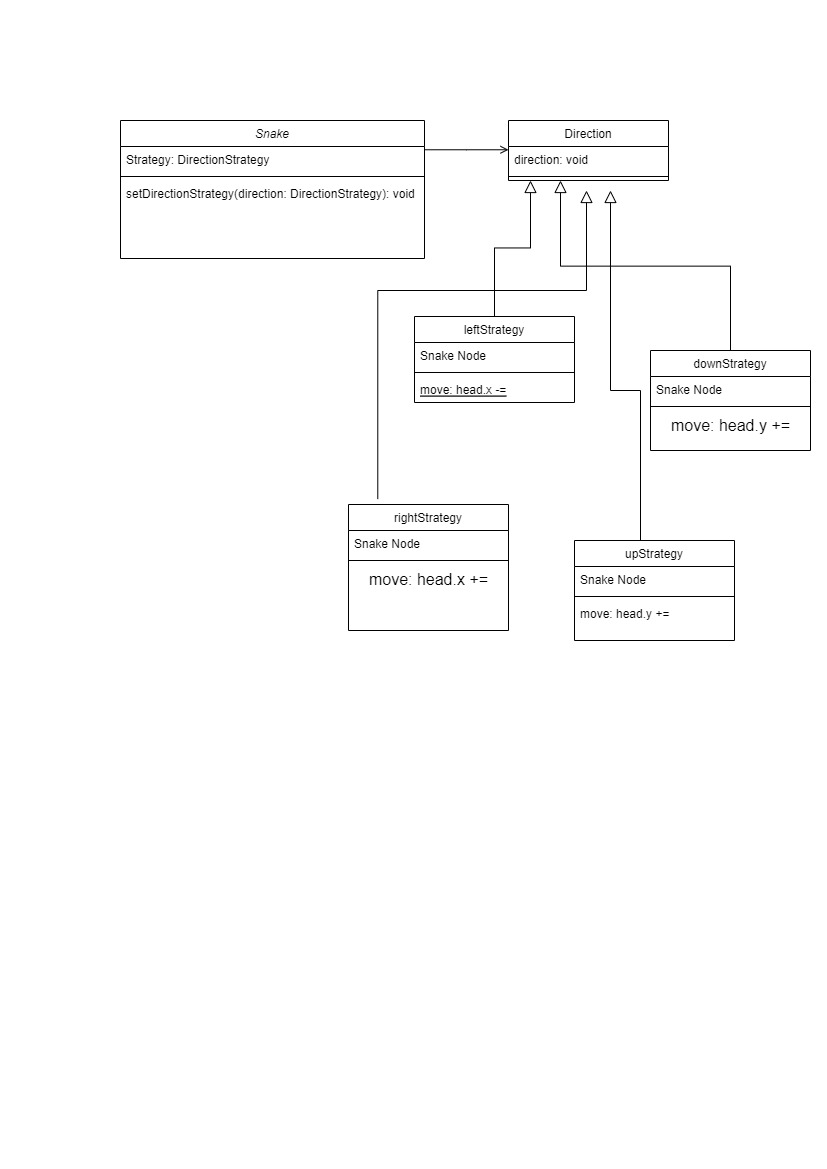 Snake
Strategy: DirectionStrategy
setDirectionStrategy(direction: DirectionStrategy): void
Direction
direction: void
leftStrategy
Snake Node
move: head.x -=
downStrategy
Snake Node
move: head.y +=
rightStrategy
Snake Node
move: head.x +=
upStrategy
Snake Node
move: head.y +=